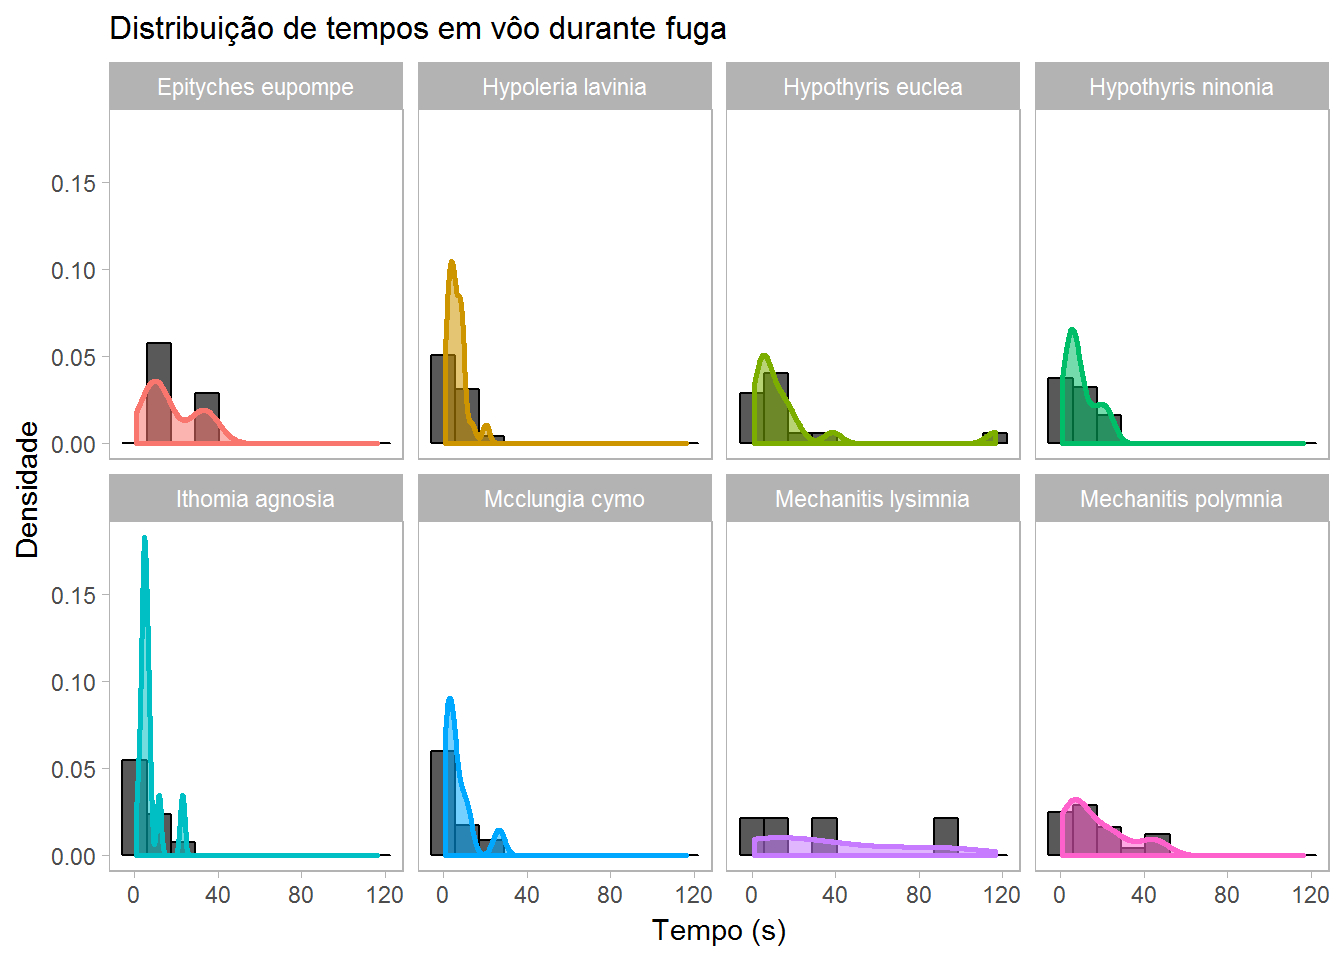 Distribuição de tempos em vôo durante fuga
Epityches eupompe
Hypoleria lavinia
Hypothyris euclea
Hypothyris ninonia
0.15
0.10
0.05
0.00
Ithomia agnosia
Mcclungia cymo
Mechanitis lysimnia
Mechanitis polymnia
0.15
0.10
0.05
0.00
0 40 120
0 40 80 120
0 40 80 120
0 40 80 120
Tempo (s)
Densidade